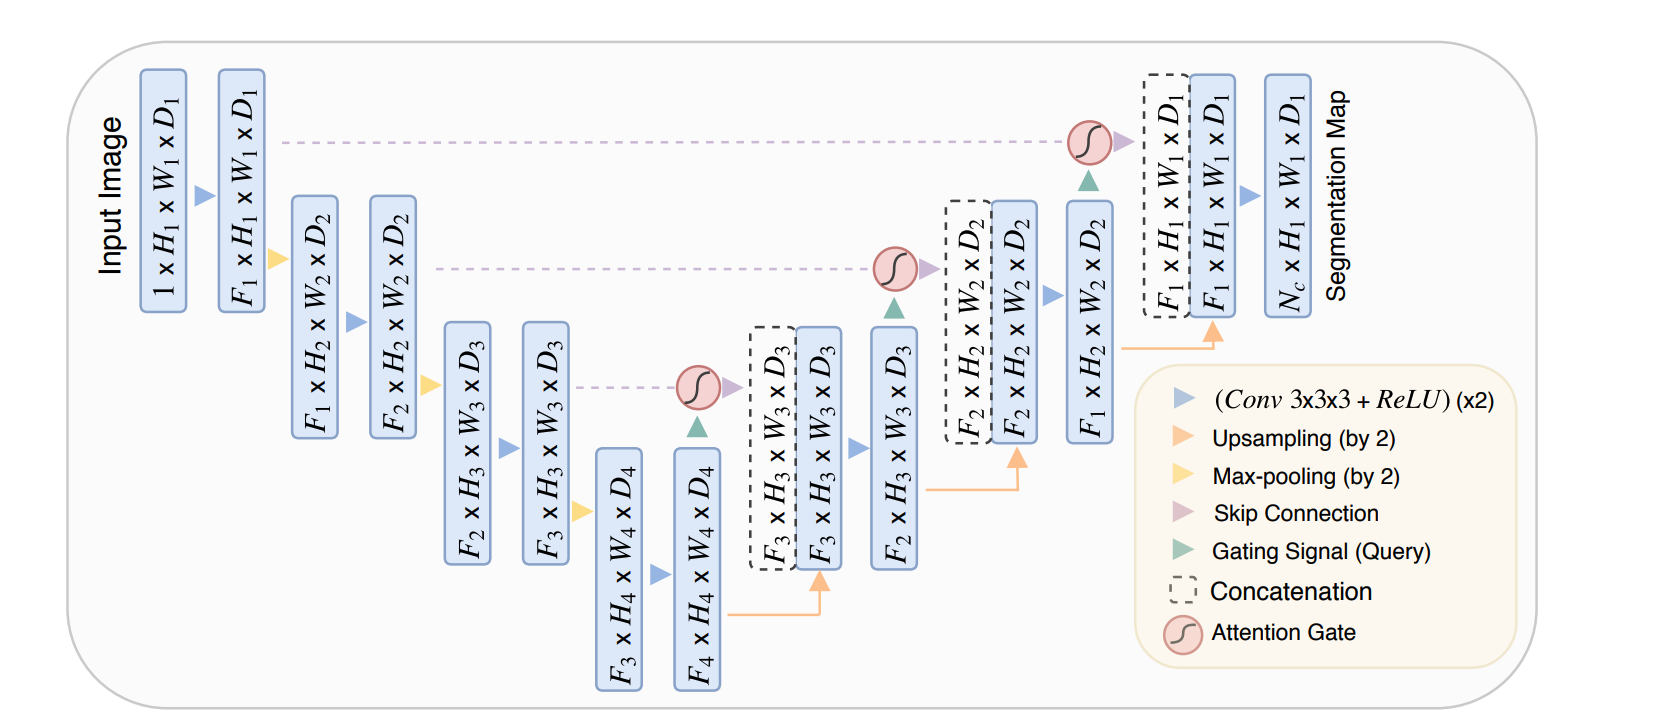 Input Image
1 x H₁ x W₁ x D₁
F₁ x H₁ x W₁ x D₁
F₁ x H₂ x W₂ x D₂
F₂ x H₂ x W₂ x D₂
F₂ x H₃ x W₃ x D₃
F₃ x H₃ x W₃ x D₃
F₃ x H₄ x W₄ x D₄
F₄ x H₄ x W₄ x D₄
F₃ x H₃ x W₃ x D₃
F₃ x H₃ x W₃ x D₃
F₂ x H₃ x W₃ x D₃
F₂ x H₂ x W₂ x D₂
F₂ x H₂ x W₂ x D₂
F₁ x H₂ x W₂ x D₂
F₁ x H₁ x W₁ x D₁
F₁ x H₁ x W₁ x D₁
N_c x H₁ x W₁ x D₁
Segmentation Map
(Conv 3x3x3 + ReLU) (x2)
Upsampling (by 2)
Max-pooling (by 2)
Skip Connection
Gating Signal (Query)
Concatenation
Attention Gate